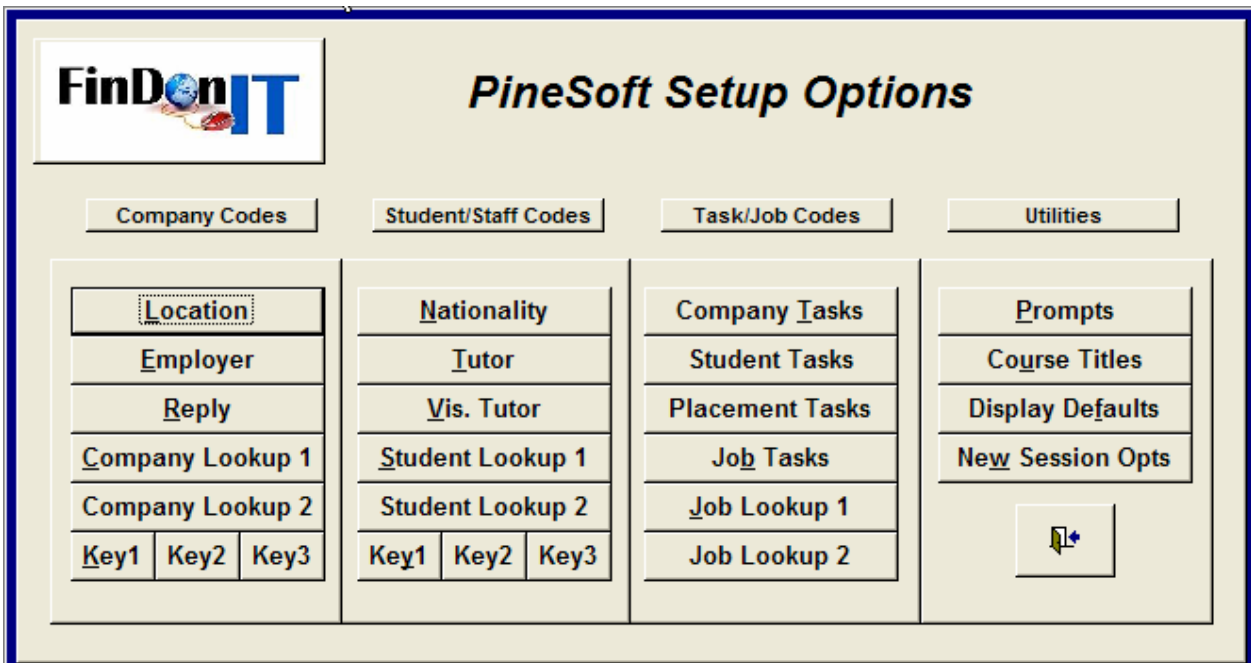 FinDonIT
PineSoft Setup Options
Company Codes
Student/Staff Codes
Task/Job Codes
Utilities
Location
Employer
Reply
Company Lookup 1
Company Lookup 2
Key1 Key2 Key3
Nationality
Tutor
Vis. Tutor
Student Lookup 1
Student Lookup 2
Key1 Key2 Key3
Company Tasks
Student Tasks
Placement Tasks
Job Tasks
Job Lookup 1
Job Lookup 2
Prompts
Course Titles
Display Defaults
New Session Opts